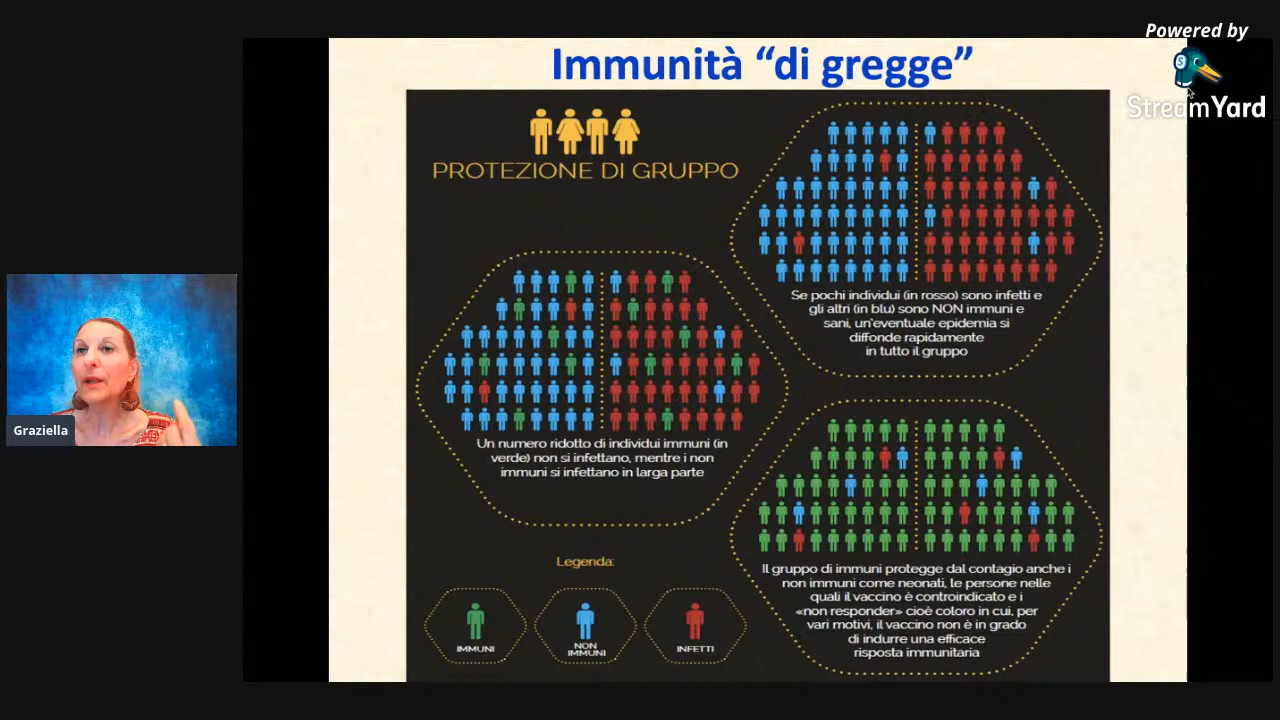 Powered by
StreamYard
Immunità “di gregge”
PROTEZIONE DI GRUPPO
Se pochi individui (in rosso) sono infetti e
gli altri (in blu) sono NON immuni e
sani, un'eventuale epidemia si
diffonde rapidamente
in tutto il gruppo
Un numero ridotto di individui immuni (in
verde) non si infettano, mentre i non
immuni si infettano in larga parte
Il gruppo di immuni protegge dal contagio anche i
non immuni come neonati, le persone nelle
quali il vaccino é controindicato e i
«non responder» cioè coloro in cui, per
vari motivi, il vaccino non è in grado
di indurre una efficace
risposta immunitaria
Legenda:
IMMUNI
NON
IMMUNI
INFETTI
Graziella